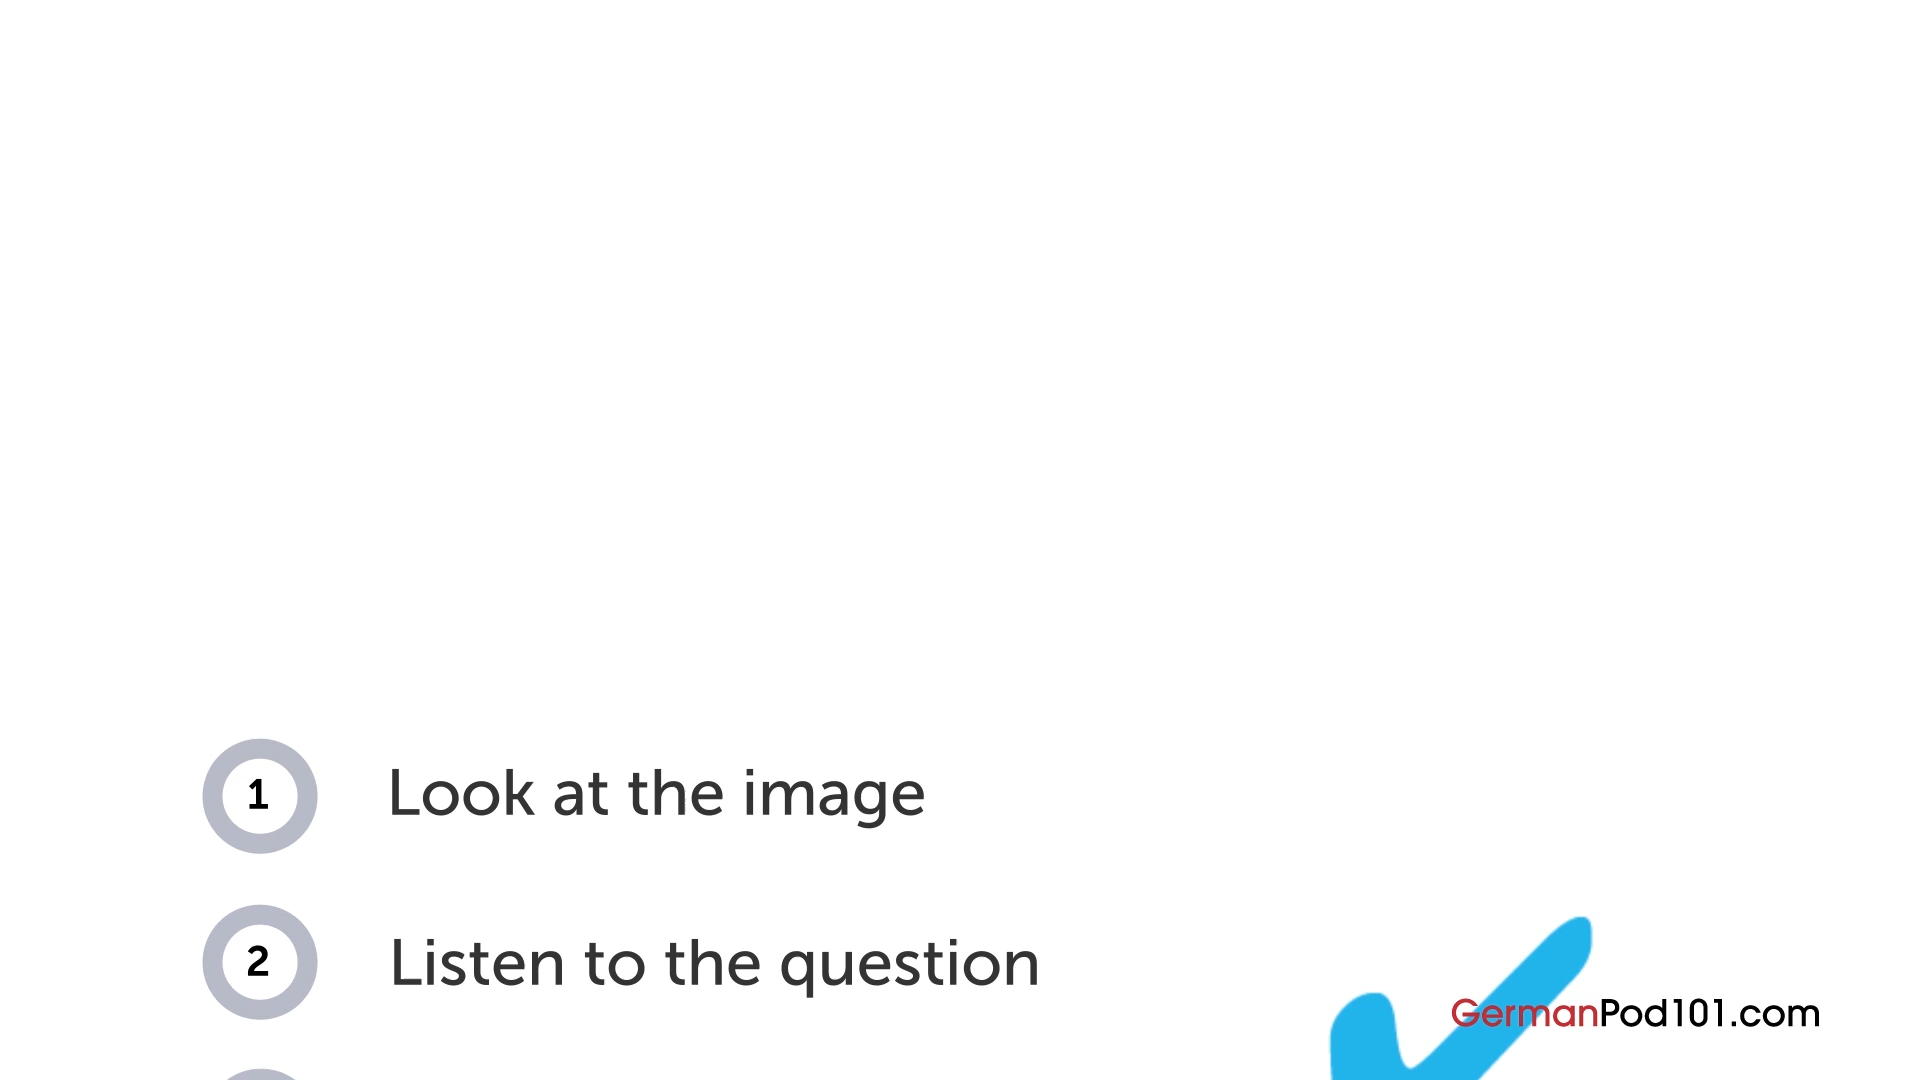 1 Look at the image
2 Listen to the question
GermanPod101.com